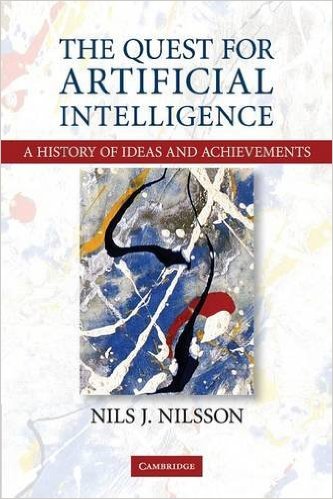 THE QUEST FOR
ARTIFICIAL
INTELLIGENCE
A HISTORY OF IDEAS AND ACHIEVEMENTS
NILS J. NILSSON
CAMBRIDGE